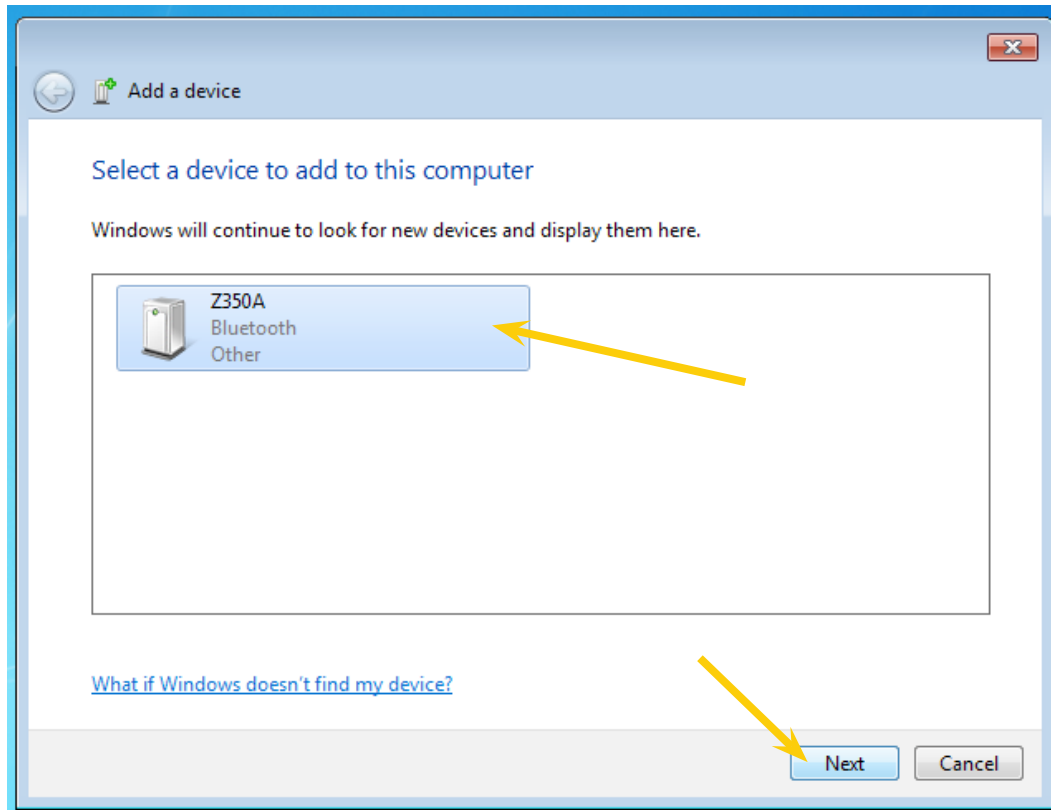 Add a device
Select a device to add to this computer
Windows will continue to look for new devices and display them here.
Z350A
Bluetooth
Other
What if Windows doesn't find my device?
Next
Cancel